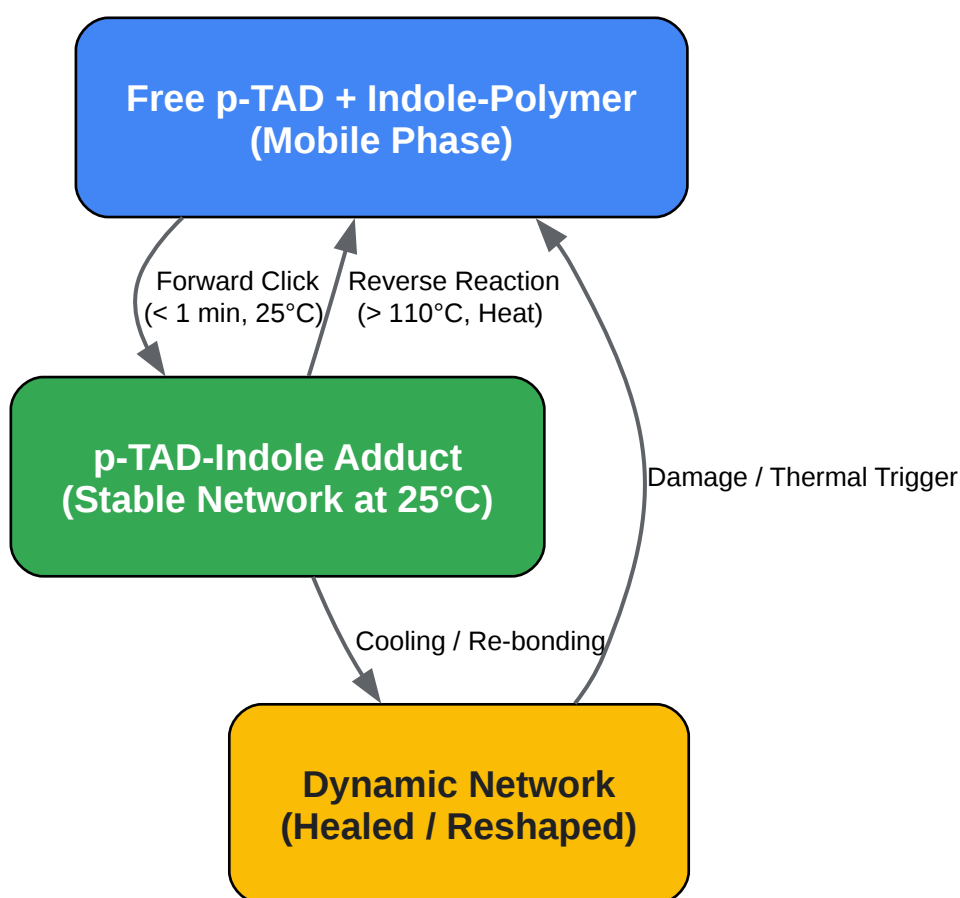 Free p-TAD + Indole-Polymer
(Mobile Phase)
Forward Click
(< 1 min, 25°C)
Reverse Reaction
(> 110°C, Heat)
p-TAD-Indole Adduct
(Stable Network at 25°C)
Damage / Thermal Trigger
Cooling / Re-bonding
Dynamic Network
(Healed / Reshaped)